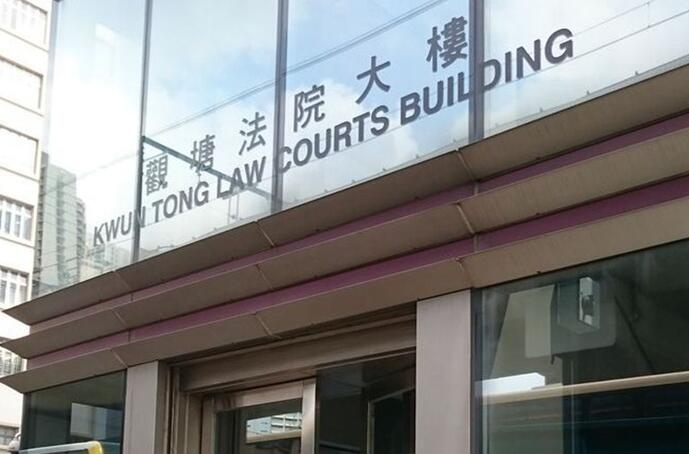 觀塘法院大樓
KWUN TONG LAW COURTS BUILDING